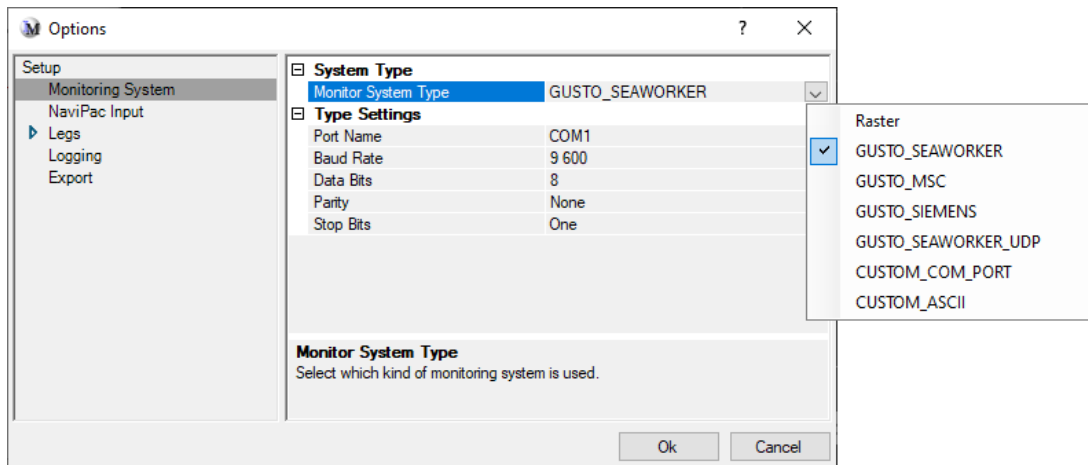 Options
?
Setup
Monitoring System
NaviPac Input
Legs
Logging
Export
System Type
Monitor System Type GUSTO_SEAWORKER
Type Settings
Port Name COM1
Baud Rate 9 600
Data Bits 8
Parity None
Stop Bits One
Raster
GUSTO_SEAWORKER
GUSTO_MSC
GUSTO_SIEMENS
GUSTO_SEAWORKER_UDP
CUSTOM_COM_PORT
CUSTOM_ASCII
Monitor System Type
Select which kind of monitoring system is used.
Ok Cancel